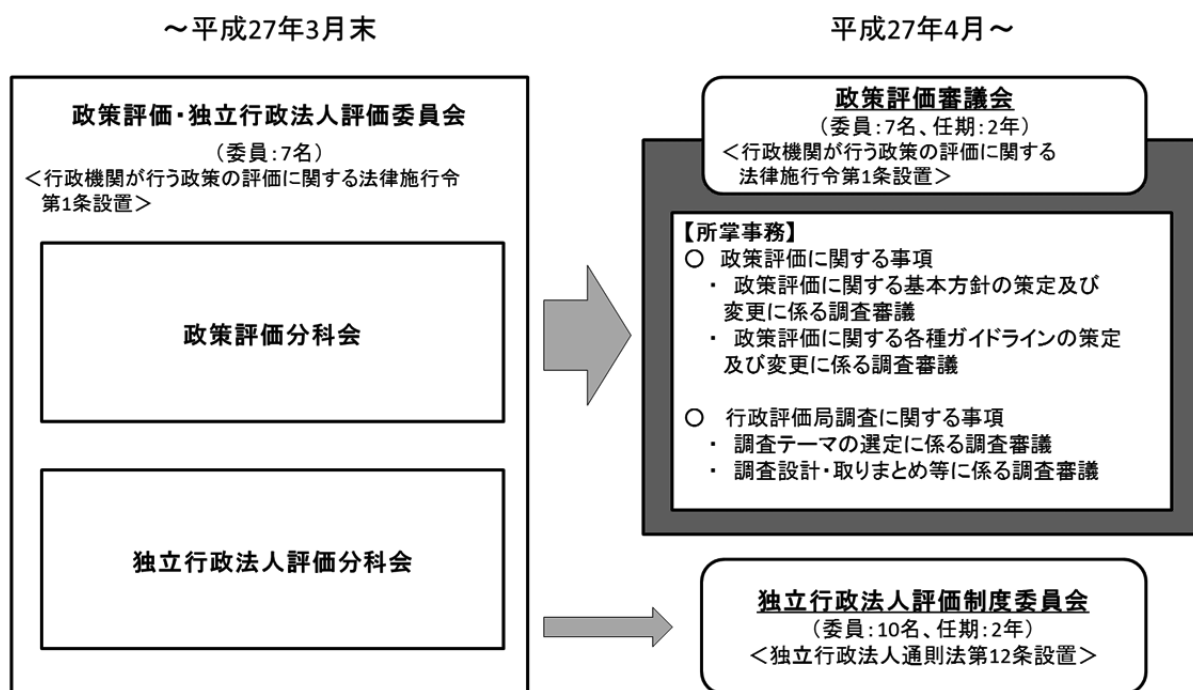 ～平成27年3月末
政策評価・独立行政法人評価委員会
（委員：7名）
＜行政機関が行う政策の評価に関する法律施行令
第1条設置＞
政策評価分科会
独立行政法人評価分科会
平成27年4月～
政策評価審議会
（委員：7名、任期：2年）
＜行政機関が行う政策の評価に関する
法律施行令第1条設置＞
【所掌事務】
○ 政策評価に関する事項
・ 政策評価に関する基本方針の策定及び
変更に係る調査審議
・ 政策評価に関する各種ガイドラインの策定
及び変更に係る調査審議
○ 行政評価局調査に関する事項
・ 調査テーマの選定に係る調査審議
・ 調査設計・取りまとめ等に係る調査審議
独立行政法人評価制度委員会
（委員：10名、任期：2年）
＜独立行政法人通則法第12条設置＞